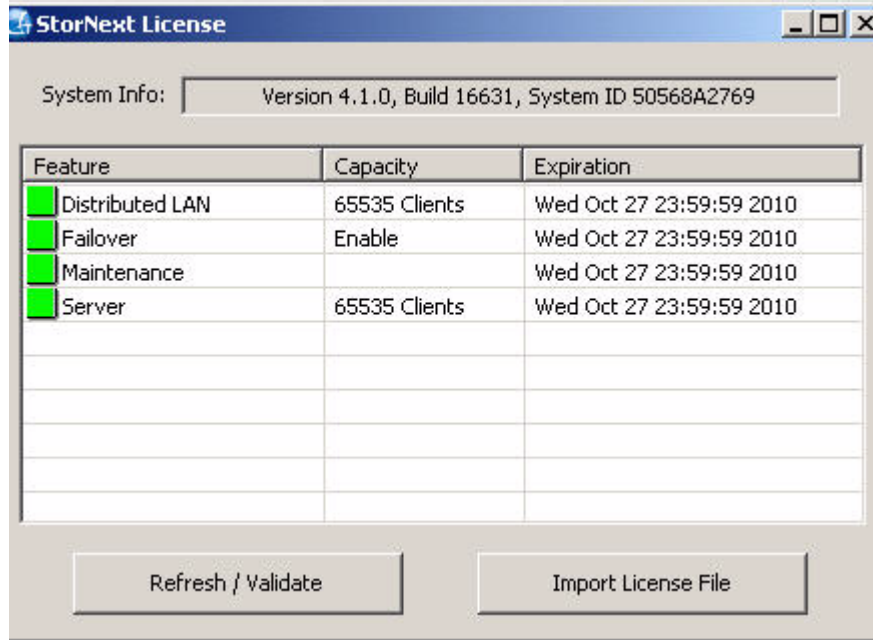 StorNext License
System Info: Version 4.1.0, Build 16631, System ID 50568A2769
Feature Capacity Expiration
Distributed LAN 65535 Clients Wed Oct 27 23:59:59 2010
Failover Enable Wed Oct 27 23:59:59 2010
Maintenance Wed Oct 27 23:59:59 2010
Server 65535 Clients Wed Oct 27 23:59:59 2010
Refresh / Validate Import License File